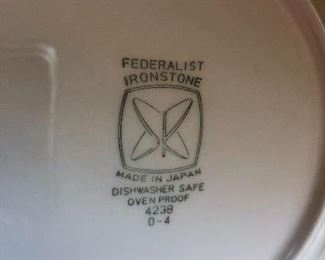 FEDERALIST
IRONSTONE
MADE IN JAPAN
DISHWASHER SAFE
OVEN PROOF
4238
0-4